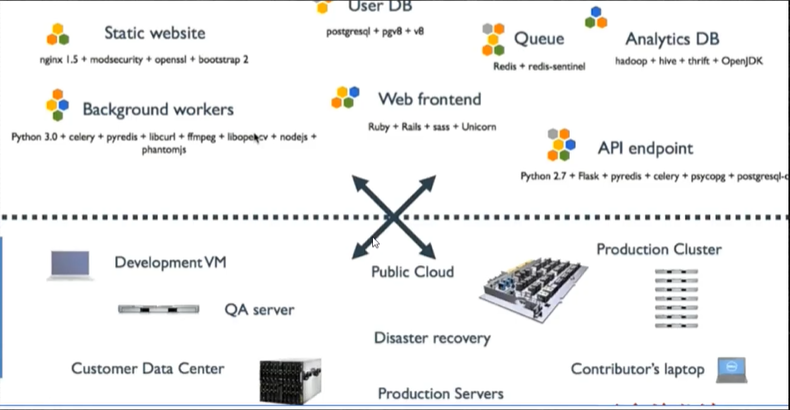 User DB
Static website
postgresql + pgv8 + v8
Queue
Analytics DB
nginx 1.5 + modsecurity + openssl + bootstrap 2
Redis + redis-sentinel
hadoop + hive + thrift + OpenJDK
Background workers
Web frontend
Python 3.0 + celery + pyredis + libcurl + ffmpeg + libopencv + nodejs +
phantomjs
Ruby + Rails + sass + Unicorn
API endpoint
Python 2.7 + Flask + pyredis + celery + psycopg + postgresql-c
Development VM
Public Cloud
Production Cluster
QA server
Disaster recovery
Customer Data Center
Contributor's laptop
Production Servers